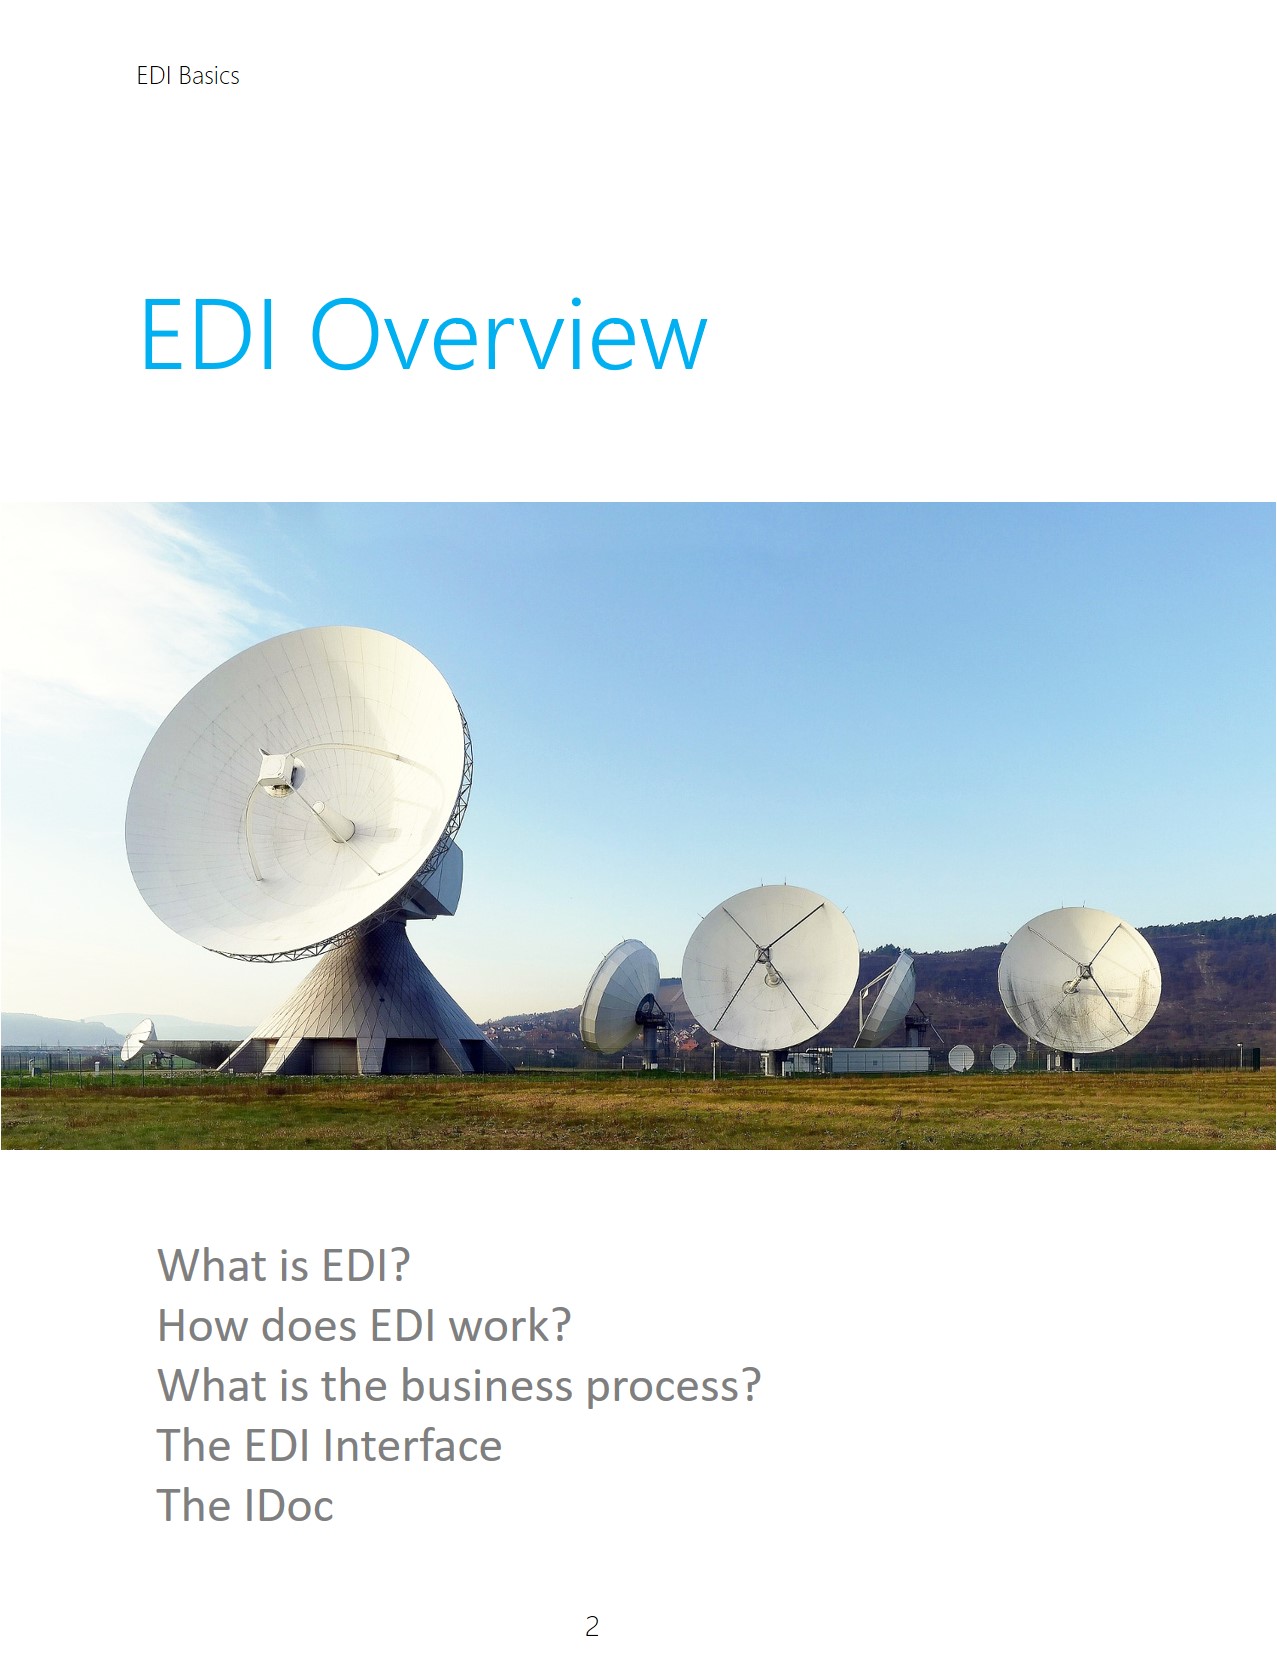 EDI Basics
EDI Overview
What is EDI?
How does EDI work?
What is the business process?
The EDI Interface
The IDoc
2